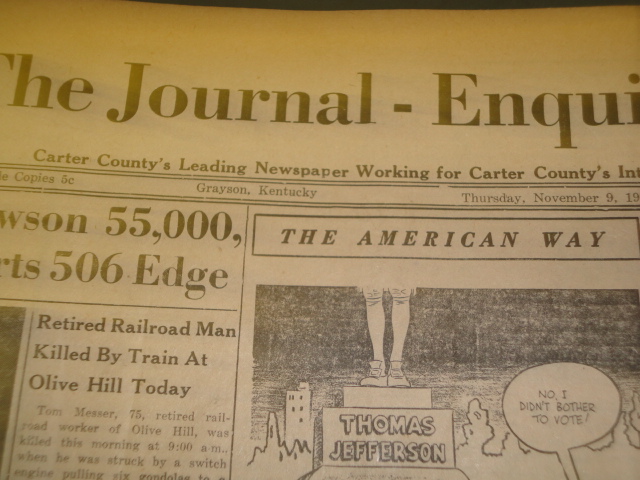 The Journal - Enqui
Carter County's Leading Newspaper Working for Carter County's Int
le Copies 5c
Grayson, Kentucky
Thursday, November 9, 19
wson 55,000,
rts 506 Edge
THE AMERICAN WAY
Retired Railroad Man
Killed By Train At
Olive Hill Today
Tom Messer, 75, retired rail-
road worker of Olive Hill, was
killed this morning at 9:00 a.m.,
when he was struck by a switch
engine pulling six gondolas to a
THOMAS
JEFFERSON
NO, I
DIDN'T BOTHER
TO VOTE!